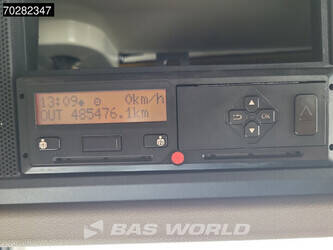 70282347
13:09 0km/h
OUT 485476.1km
OK
BAS WORLD